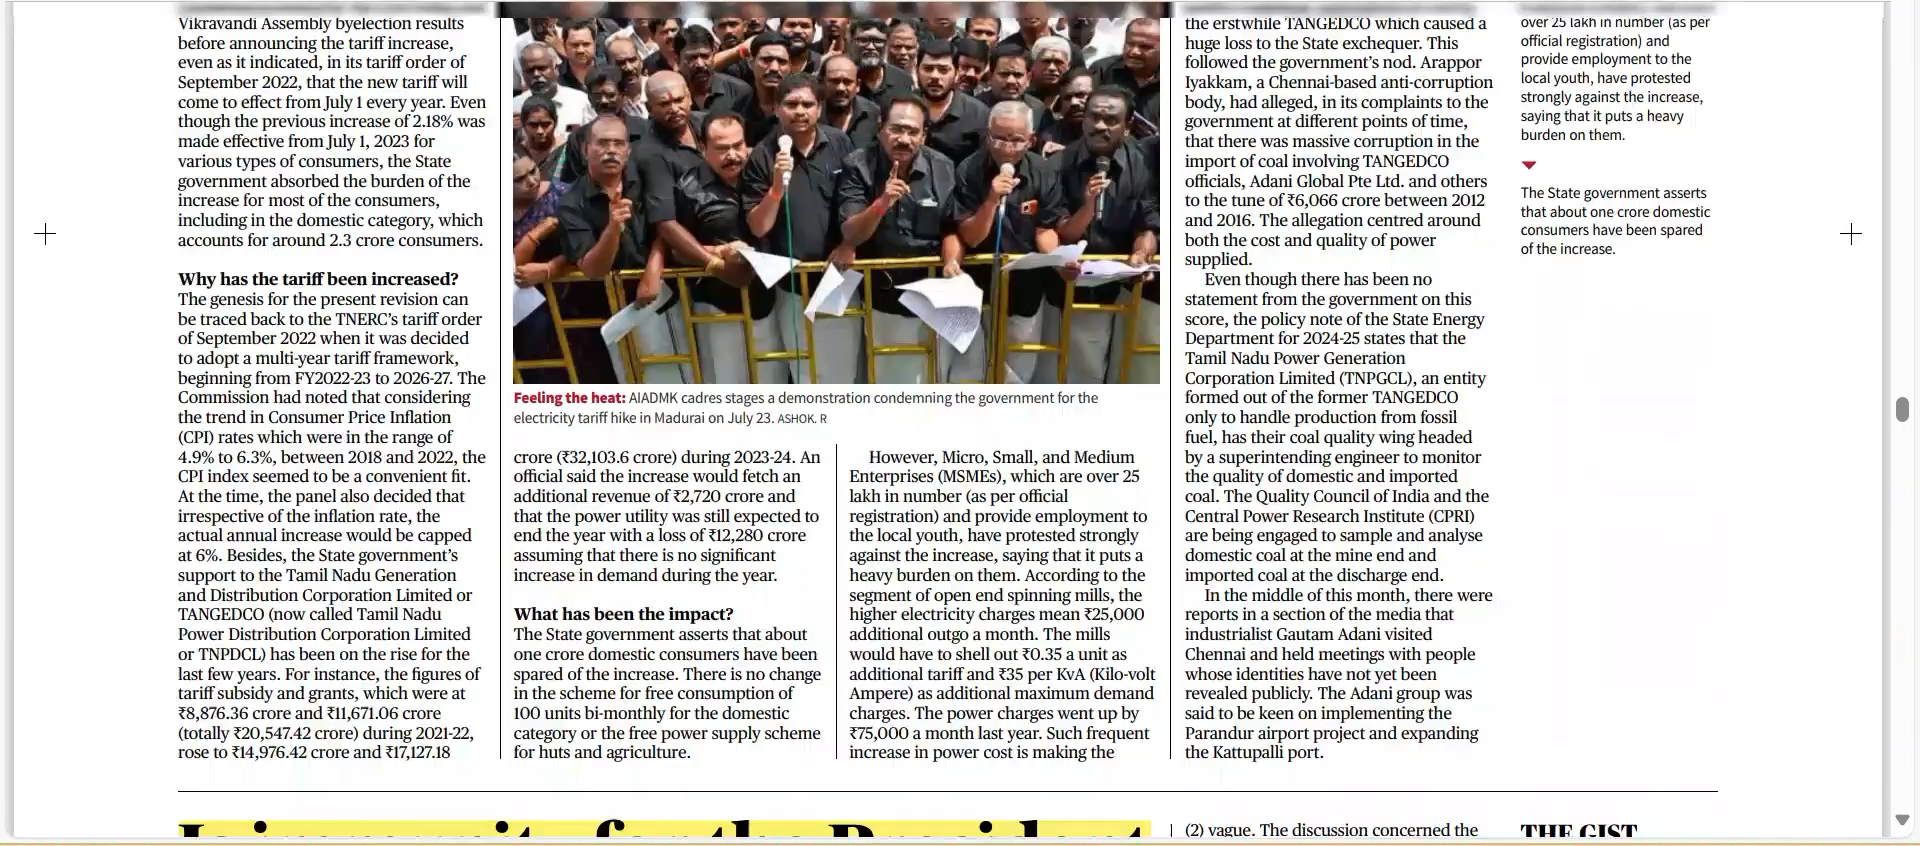 Vikravandi Assembly byelection results
before announcing the tariff increase,
even as it indicated, in its tariff order of
September 2022, that the new tariff will
come to effect from July 1 every year. Even
though the previous increase of 2.18% was
made effective from July 1, 2023 for
various types of consumers, the State
government absorbed the burden of the
increase for most of the consumers,
including in the domestic category, which
accounts for around 2.3 crore consumers.
Why has the tariff been increased?
The genesis for the present revision can
be traced back to the TNERC’s tariff order
of September 2022 when it was decided
to adopt a multi-year tariff framework,
beginning from FY2022-23 to 2026-27. The
Commission had noted that considering
the trend in Consumer Price Inflation
(CPI) rates which were in the range of
4.9% to 6.3%, between 2018 and 2022, the
CPI index seemed to be a convenient fit.
At the time, the panel also decided that
irrespective of the inflation rate, the
actual annual increase would be capped
at 6%. Besides, the State government’s
support to the Tamil Nadu Generation
and Distribution Corporation Limited or
TANGEDCO (now called Tamil Nadu
Power Distribution Corporation Limited
or TNPDCL) has been on the rise for the
last few years. For instance, the figures of
tariff subsidy and grants, which were at
₹8,876.36 crore and ₹11,671.06 crore
(totally ₹20,547.42 crore) during 2021-22,
rose to ₹14,976.42 crore and ₹17,127.18
Feeling the heat: AIADMK cadres stages a demonstration condemning the government for the
electricity tariff hike in Madurai on July 23. ASHOK. R
crore (₹32,103.6 crore) during 2023-24. An
official said the increase would fetch an
additional revenue of ₹2,720 crore and
that the power utility was still expected to
end the year with a loss of ₹12,280 crore
assuming that there is no significant
increase in demand during the year.
What has been the impact?
The State government asserts that about
one crore domestic consumers have been
spared of the increase. There is no change
in the scheme for free consumption of
100 units bi-monthly for the domestic
category or the free power supply scheme
for huts and agriculture.
However, Micro, Small, and Medium
Enterprises (MSMEs), which are over 25
lakh in number (as per official
registration) and provide employment to
the local youth, have protested strongly
against the increase, saying that it puts a
heavy burden on them. According to the
segment of open end spinning mills, the
higher electricity charges mean ₹25,000
additional outgo a month. The mills
would have to shell out ₹0.35 a unit as
additional tariff and ₹35 per KvA (Kilo-volt
Ampere) as additional maximum demand
charges. The power charges went up by
₹75,000 a month last year. Such frequent
increase in power cost is making the
the erstwhile TANGEDCO which caused a
huge loss to the State exchequer. This
followed the government’s nod. Arappor
Iyakkam, a Chennai-based anti-corruption
body, had alleged, in its complaints to the
government at different points of time,
that there was massive corruption in the
import of coal involving TANGEDCO
officials, Adani Global Pte Ltd. and others
to the tune of ₹6,066 crore between 2012
and 2016. The allegation centred around
both the cost and quality of power
supplied.
Even though there has been no
statement from the government on this
score, the policy note of the State Energy
Department for 2024-25 states that the
Tamil Nadu Power Generation
Corporation Limited (TNPGCL), an entity
formed out of the former TANGEDCO
only to handle production from fossil
fuel, has their coal quality wing headed
by a superintending engineer to monitor
the quality of domestic and imported
coal. The Quality Council of India and the
Central Power Research Institute (CPRI)
are being engaged to sample and analyse
domestic coal at the mine end and
imported coal at the discharge end.
In the middle of this month, there were
reports in a section of the media that
industrialist Gautam Adani visited
Chennai and held meetings with people
whose identities have not yet been
revealed publicly. The Adani group was
said to be keen on implementing the
Parandur airport project and expanding
the Kattupalli port.
over 25 lakh in number (as per
official registration) and
provide employment to the
local youth, have protested
strongly against the increase,
saying that it puts a heavy
burden on them.
The State government asserts
that about one crore domestic
consumers have been spared
of the increase.
(2) vague. The discussion concerned the
THE GIST